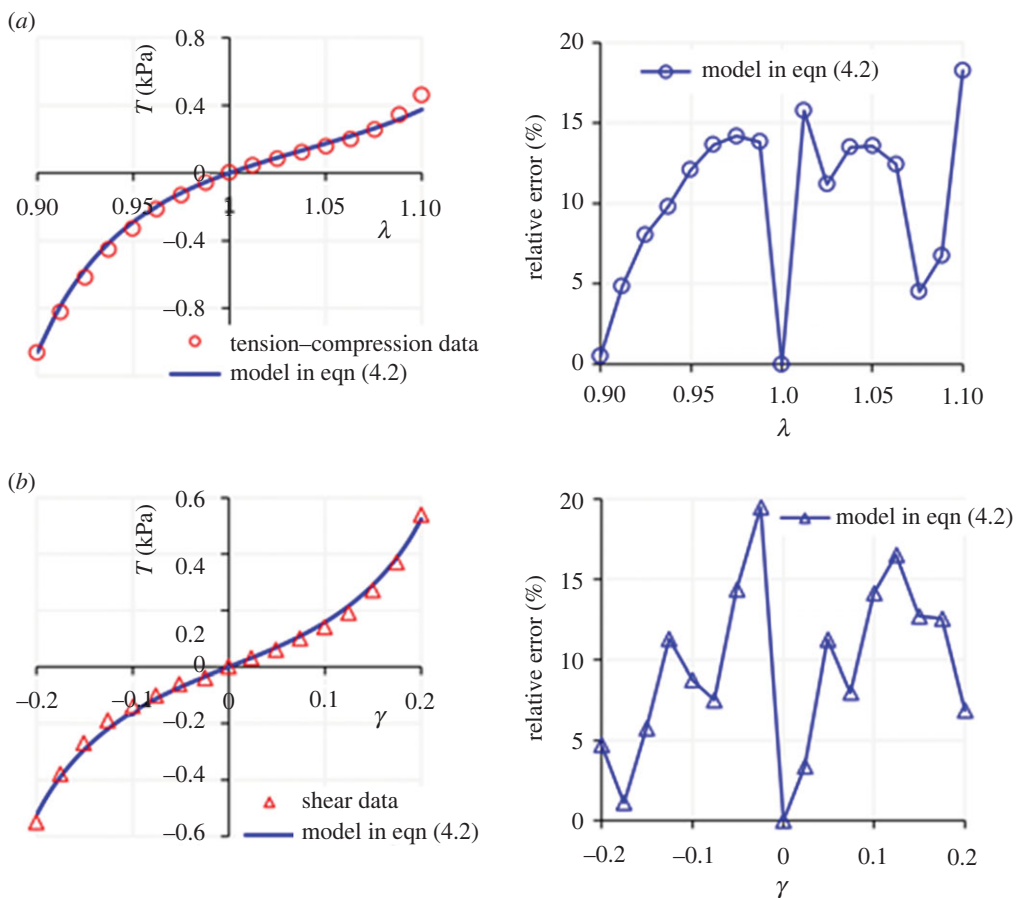 (a)
T (kPa)
0.8
0.4
0
0.90
0.95
1
1.05
1.10
λ
–0.4
–0.8
tension–compression data
model in eqn (4.2)
relative error (%)
20
15
10
5
0
model in eqn (4.2)
0.90
0.95
1.0
1.05
1.10
λ
(b)
T (kPa)
0.6
0.4
0.2
0
–0.2
–0.1
0
0.1
0.2
γ
–0.2
–0.4
–0.6
shear data
model in eqn (4.2)
relative error (%)
20
15
10
5
0
model in eqn (4.2)
–0.2
–0.1
0
0.1
0.2
γ